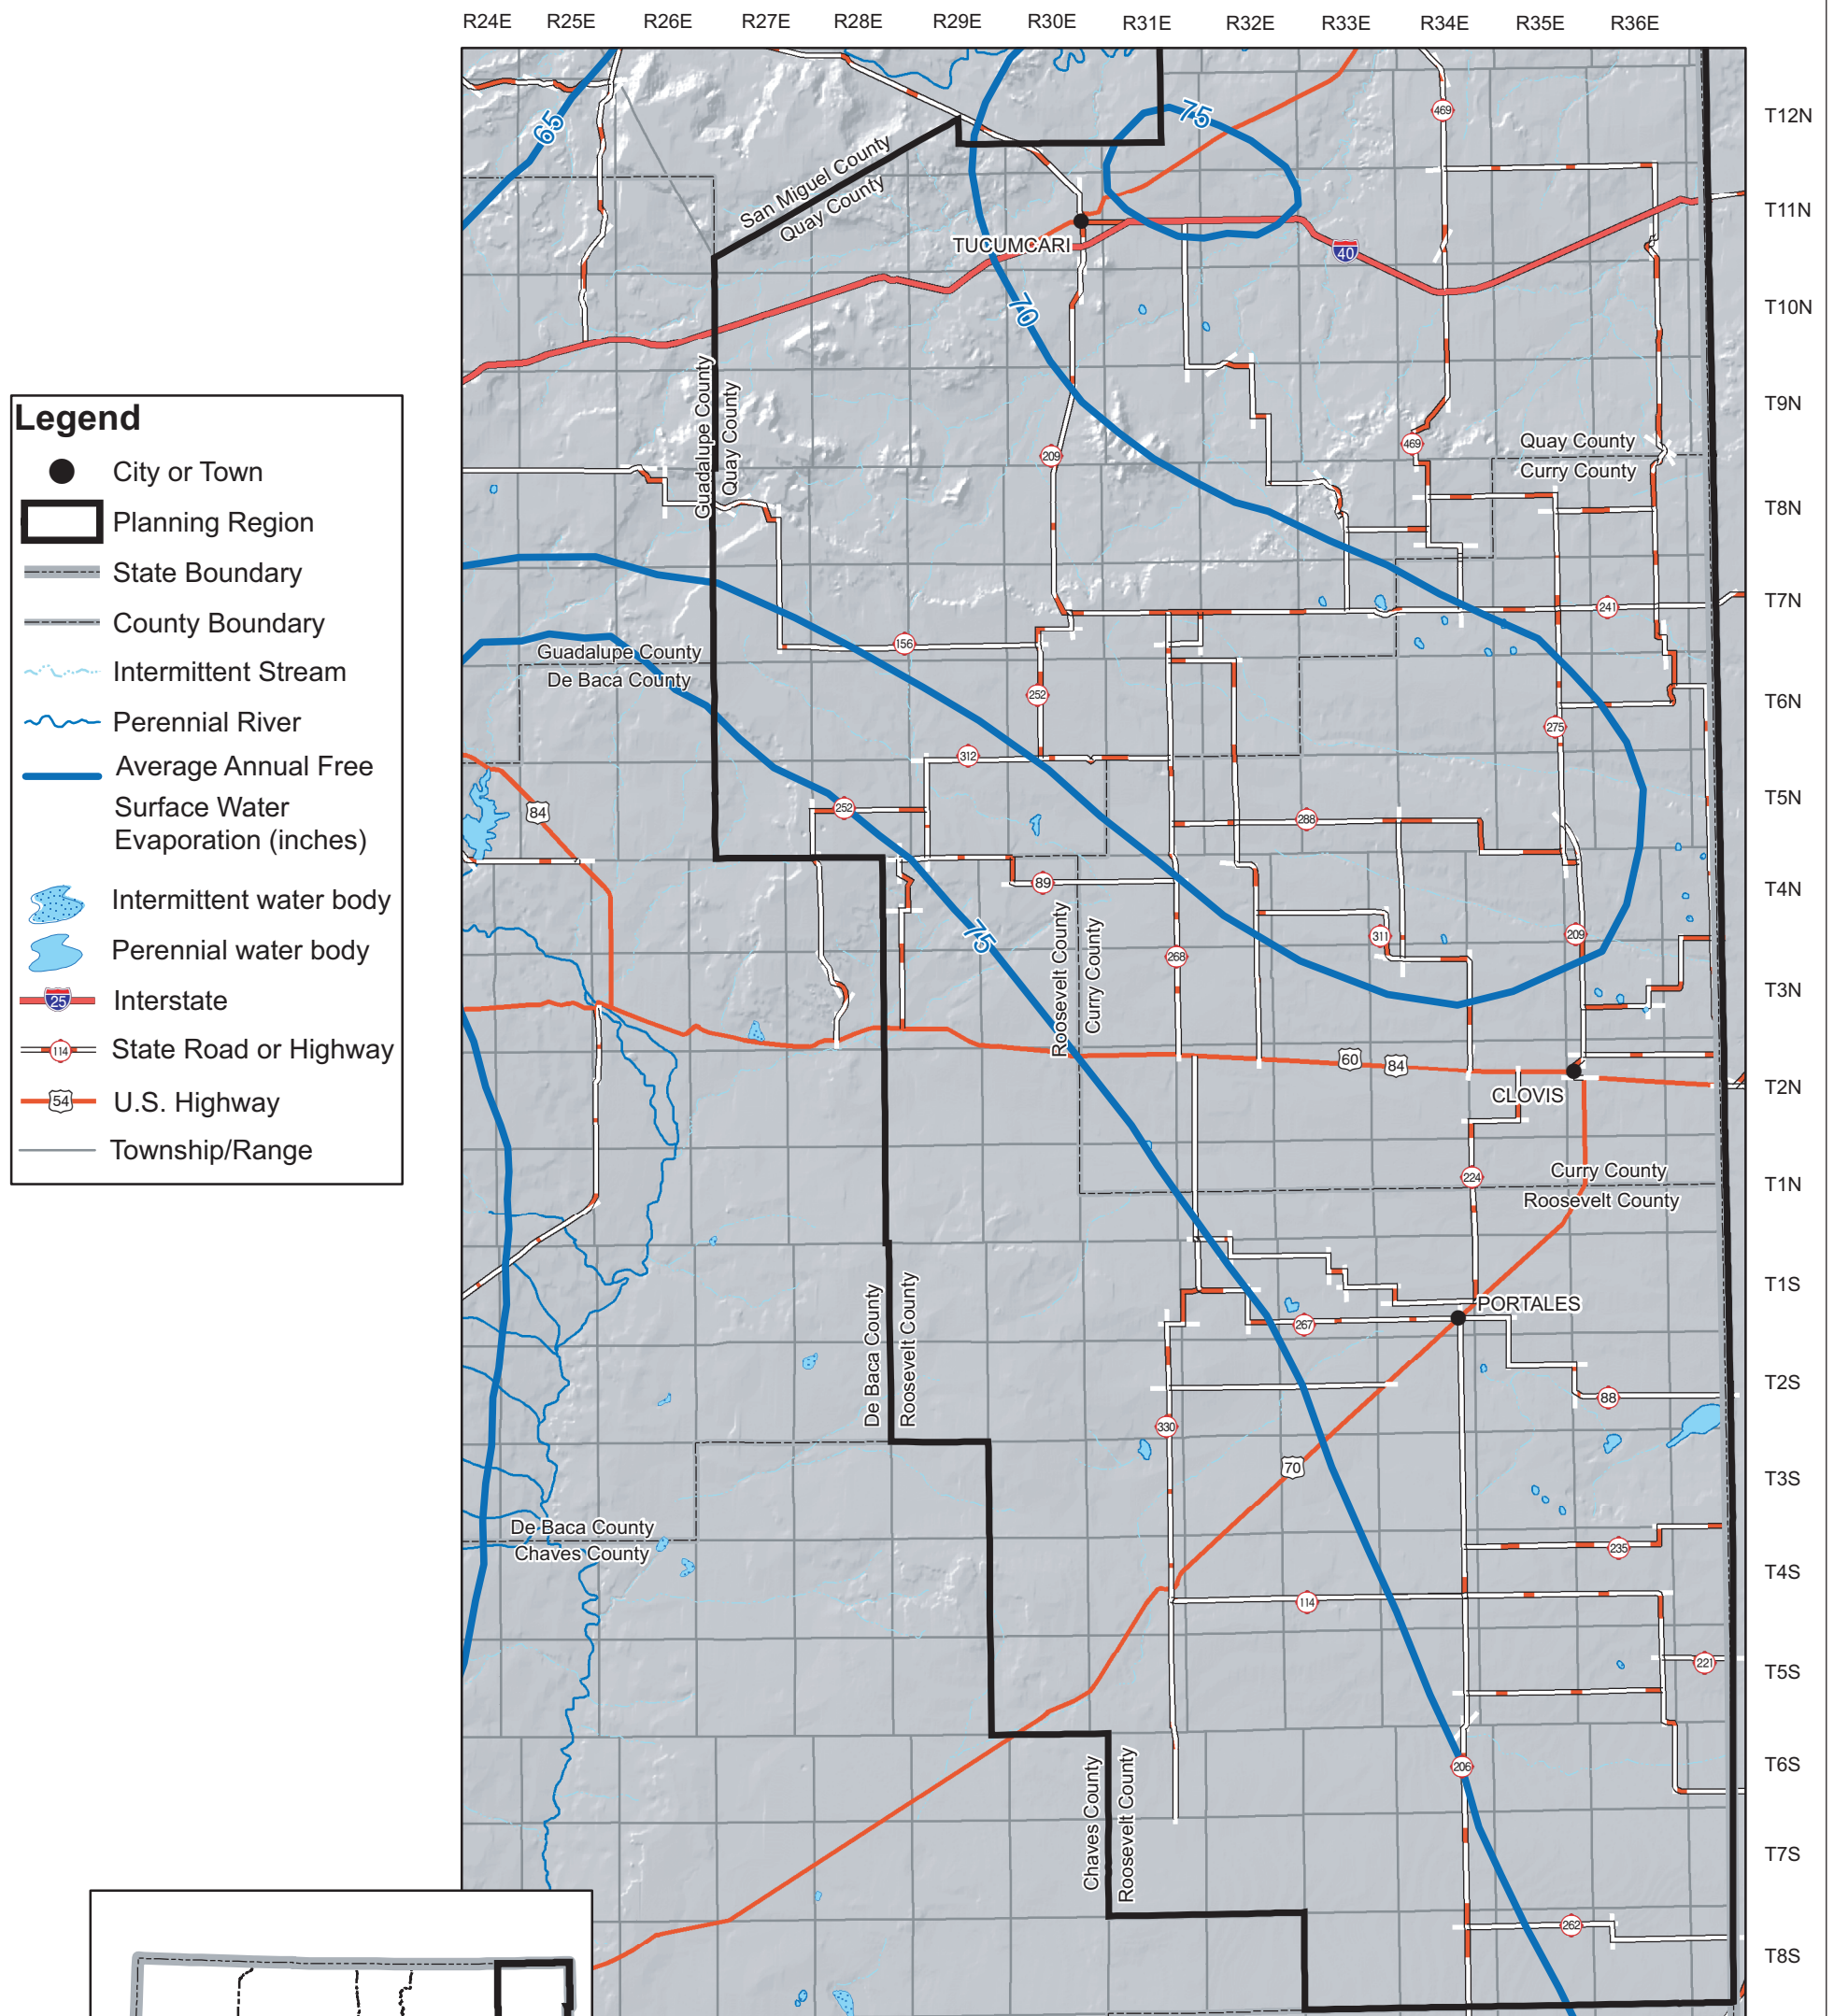 R24E R25E R26E R27E R28E R29E R30E R31E R32E R33E R34E R35E R36E
T12N
T11N
T10N
T9N
T8N
T7N
T6N
T5N
T4N
T3N
T2N
T1N
T1S
T2S
T3S
T4S
T5S
T6S
T7S
T8S
Legend
City or Town
Planning Region
State Boundary
County Boundary
Intermittent Stream
Perennial River
Average Annual Free
Surface Water
Evaporation (inches)
Intermittent water body
Perennial water body
25 Interstate
114 State Road or Highway
54 U.S. Highway
Township/Range
65
75
469
San Miguel County
Quay County
TUCUMCARI
40
70
Guadalupe County
Quay County
209
469
Quay County
Curry County
241
156
Guadalupe County
De Baca County
252
275
312
84
252
288
89
311
209
75
268
Roosevelt County
Curry County
60
84
CLOVIS
224
Curry County
Roosevelt County
De Baca County
Roosevelt County
PORTALES
267
88
330
70
De Baca County
Chaves County
235
114
221
206
Chaves County
Roosevelt County
262